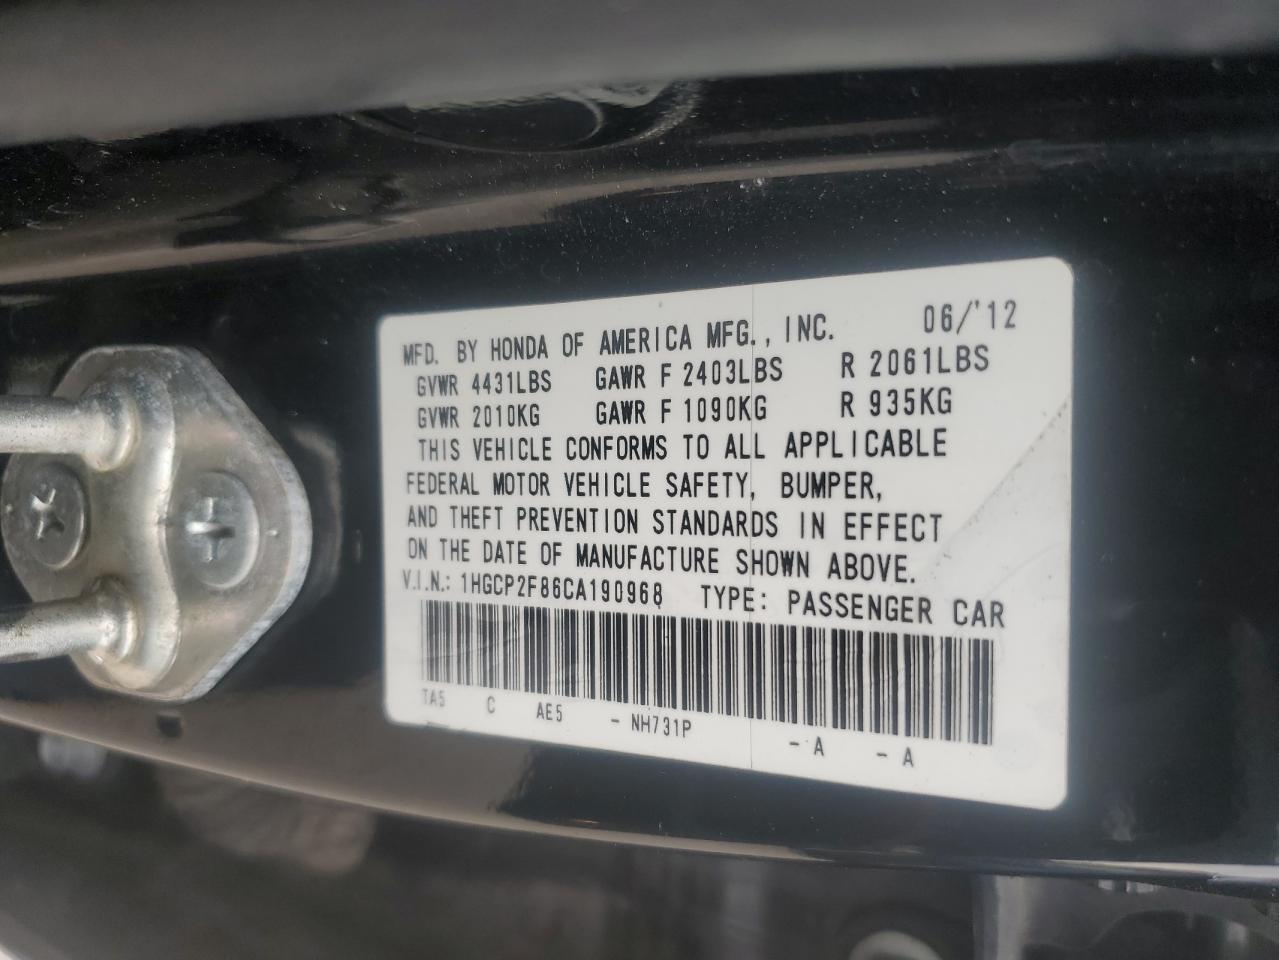 MFD. BY HONDA OF AMERICA MFG., INC. 06/'12
GVWR 4431LBS GAWR F 2403LBS R 2061LBS
GVWR 2010KG GAWR F 1090KG R 935KG
THIS VEHICLE CONFORMS TO ALL APPLICABLE
FEDERAL MOTOR VEHICLE SAFETY, BUMPER,
AND THEFT PREVENTION STANDARDS IN EFFECT
ON THE DATE OF MANUFACTURE SHOWN ABOVE.
V.I.N.: 1HGCP2F86CA190968 TYPE: PASSENGER CAR
TA5 C AE5 - NH731P - A - A